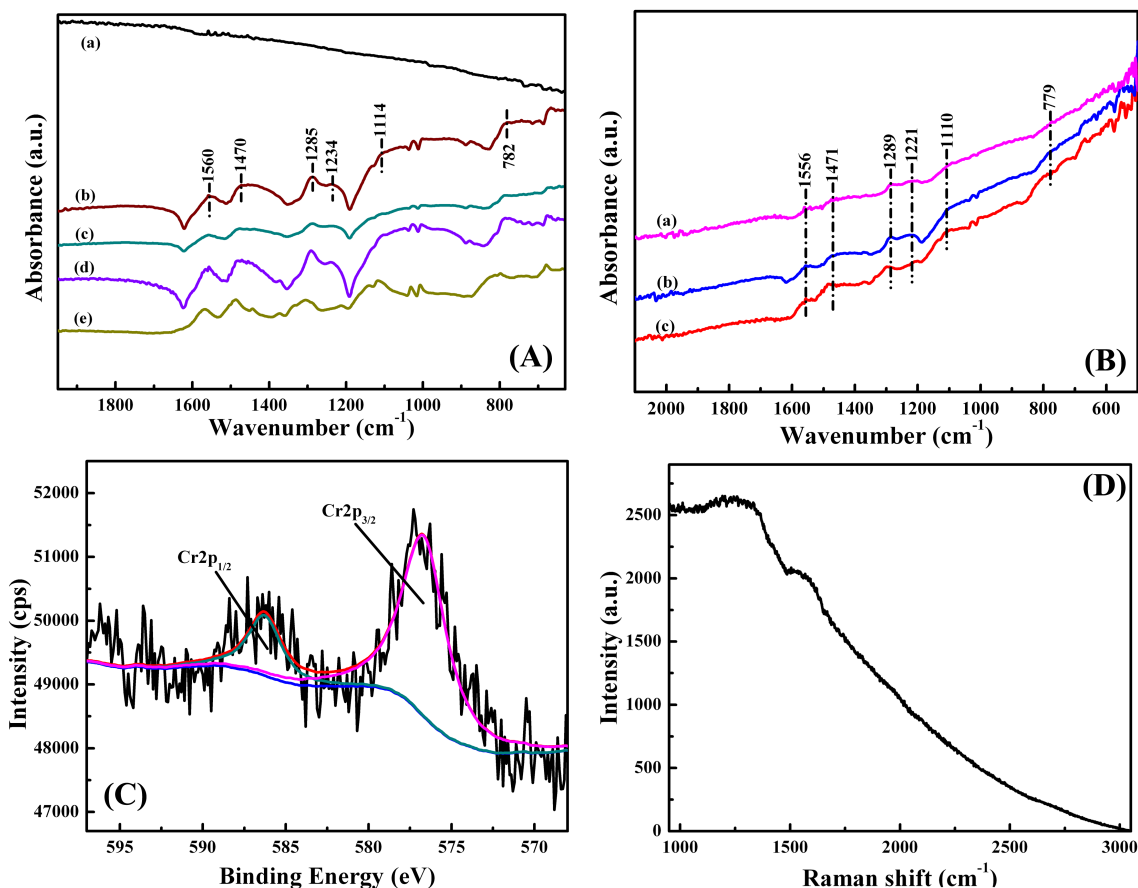 Absorbance (a.u.)
(a)
(b)
(c)
(d)
(e)
1560
1470
1285
1234
1114
782
(A)
1600 1400 1200 1000 800
Wavenumber (cm-1)
Absorbance (a.u.)
(a)
(b)
(c)
1556
1471
1289
1221
1110
779
(B)
2000 1800 1600 1400 1200 1000 800 600
Wavenumber (cm-1)
Intensity (cps)
52000
51000
50000
49000
48000
47000
Cr2p3/2
Cr2p1/2
(C)
595 590 585 580 575 570
Binding Energy (eV)
Intensity (a.u.)
2500
2000
1500
1000
500
0
(D)
1000 1500 2000 2500 3000
Raman shift (cm-1)